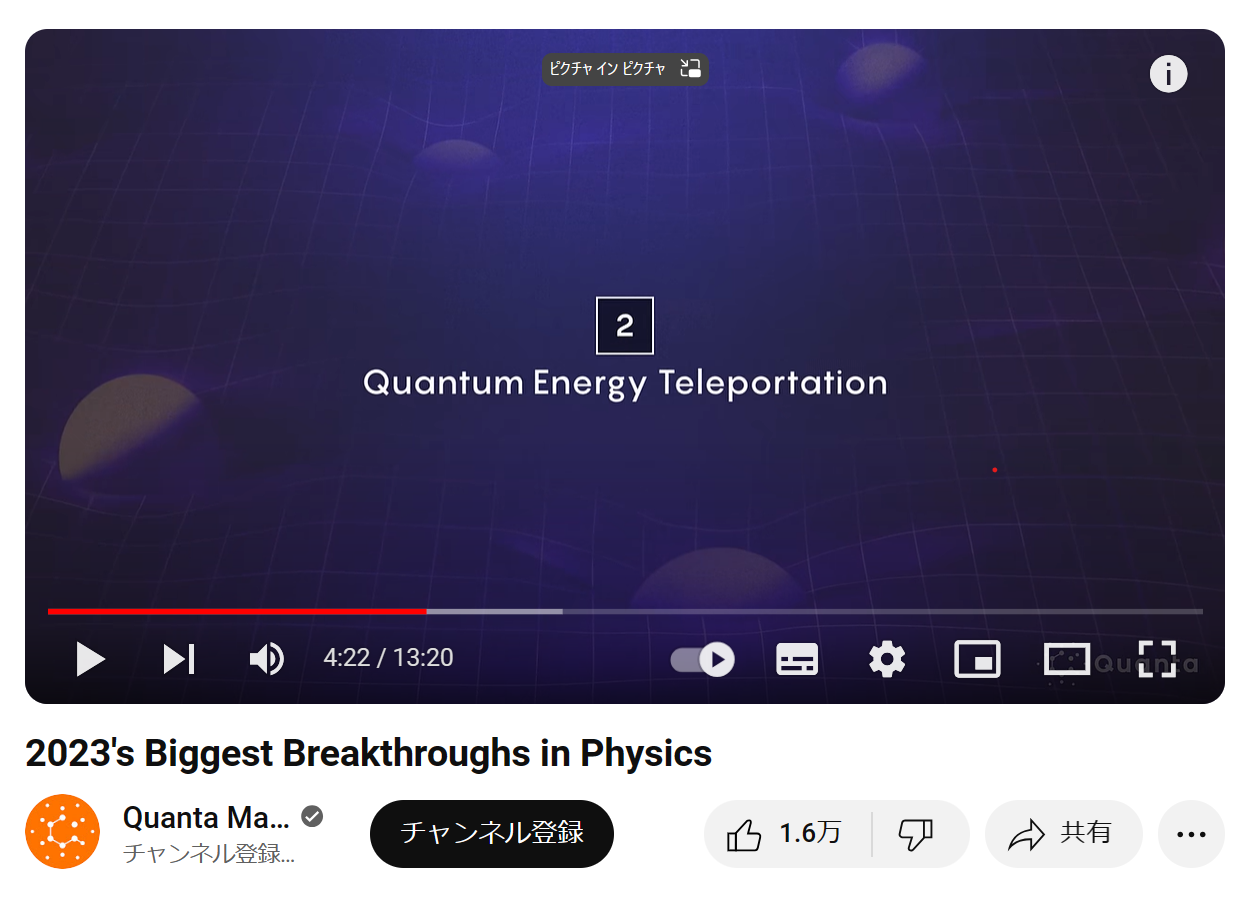 ピクチャ イン ピクチャ
i
2
Quantum Energy Teleportation
4:22 / 13:20
Quanta
2023's Biggest Breakthroughs in Physics
Quanta Ma...
チャンネル登録...
チャンネル登録
1.6万
共有